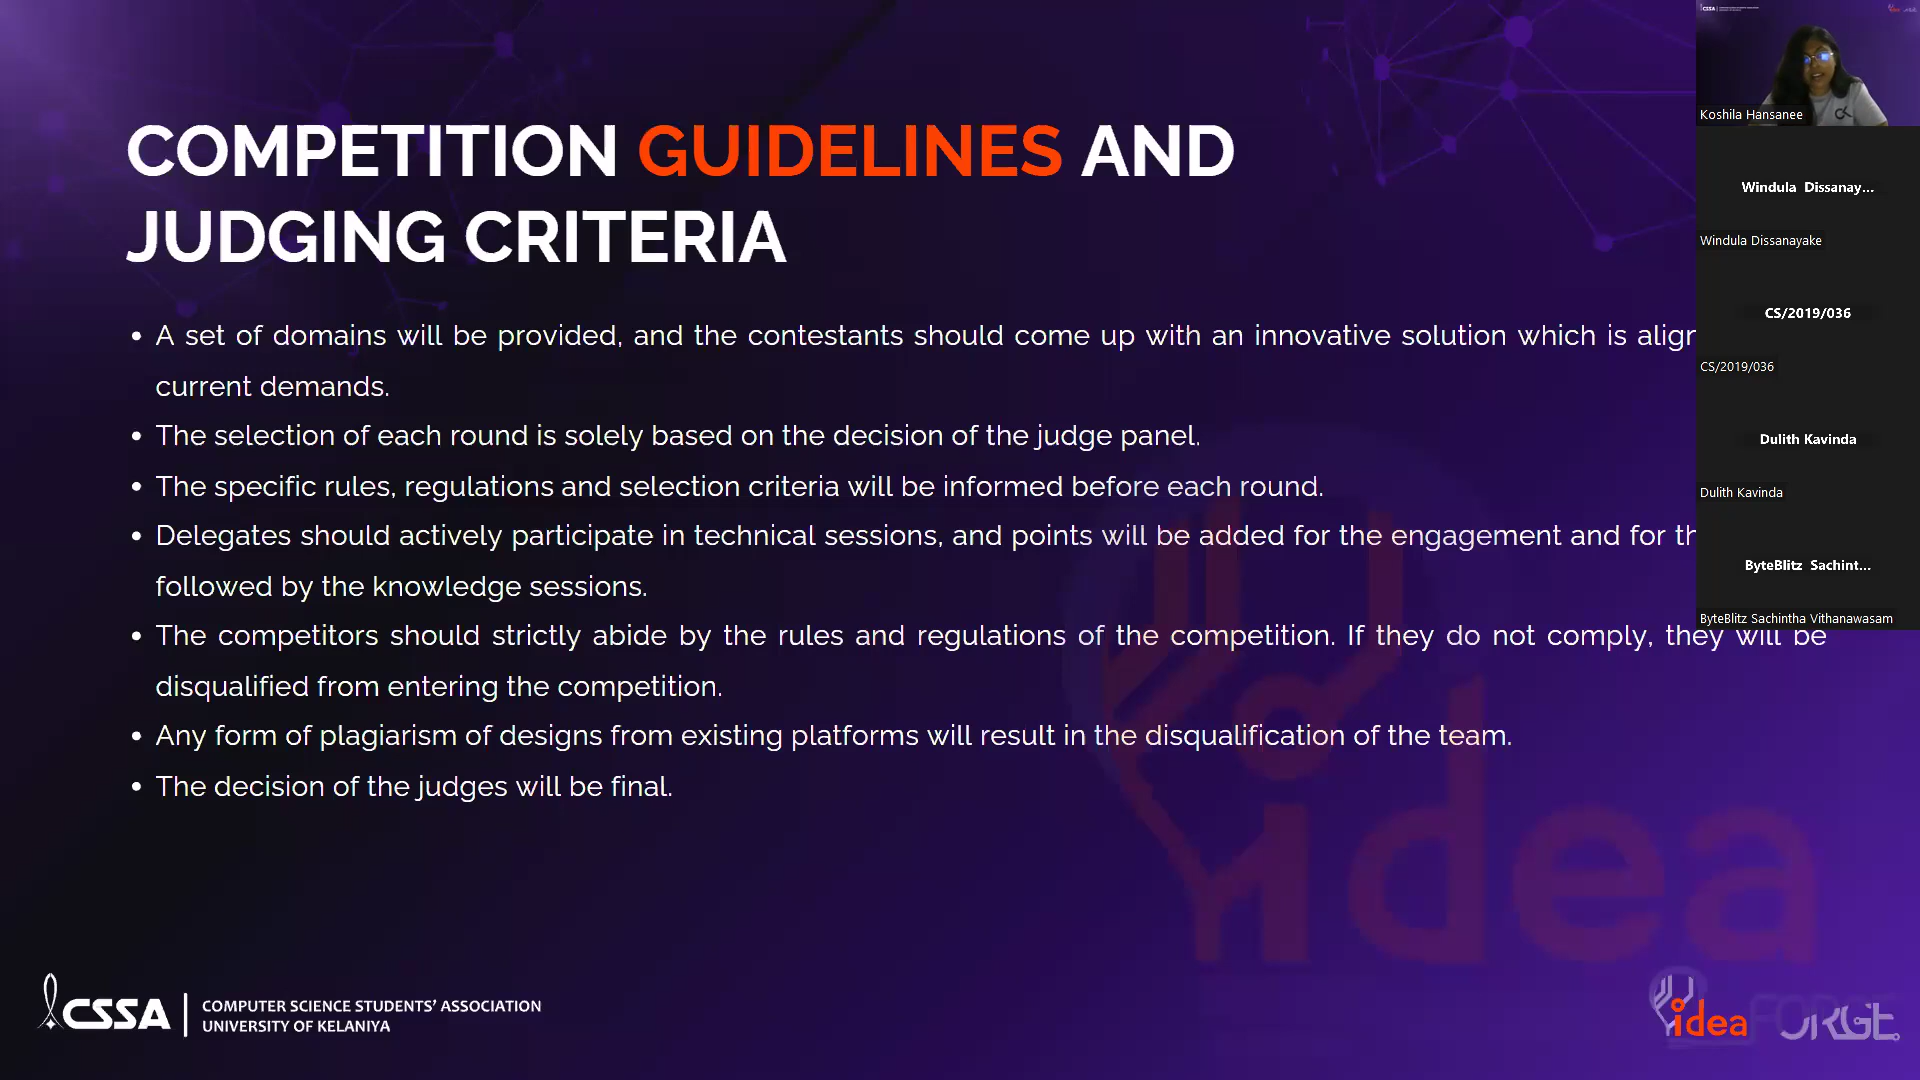 COMPETITION GUIDELINES AND
JUDGING CRITERIA
• A set of domains will be provided, and the contestants should come up with an innovative solution which is
current demands.
• The selection of each round is solely based on the decision of the judge panel.
• The specific rules, regulations and selection criteria will be informed before each round.
• Delegates should actively participate in technical sessions, and points will be added for the engagement and for
followed by the knowledge sessions.
• The competitors should strictly abide by the rules and regulations of the competition. If they do not comply, they will be
disqualified from entering the competition.
• Any form of plagiarism of designs from existing platforms will result in the disqualification of the team.
• The decision of the judges will be final.
idea
CSSA
COMPUTER SCIENCE STUDENTS' ASSOCIATION
UNIVERSITY OF KELANIYA
idea FORGE
Koshila Hansanee
Windula Dissanay...
Windula Dissanayake
CS/2019/036
CS/2019/036
Dulith Kavinda
Dulith Kavinda
ByteBlitz Sachint...
ByteBlitz Sachintha Vithanawasam